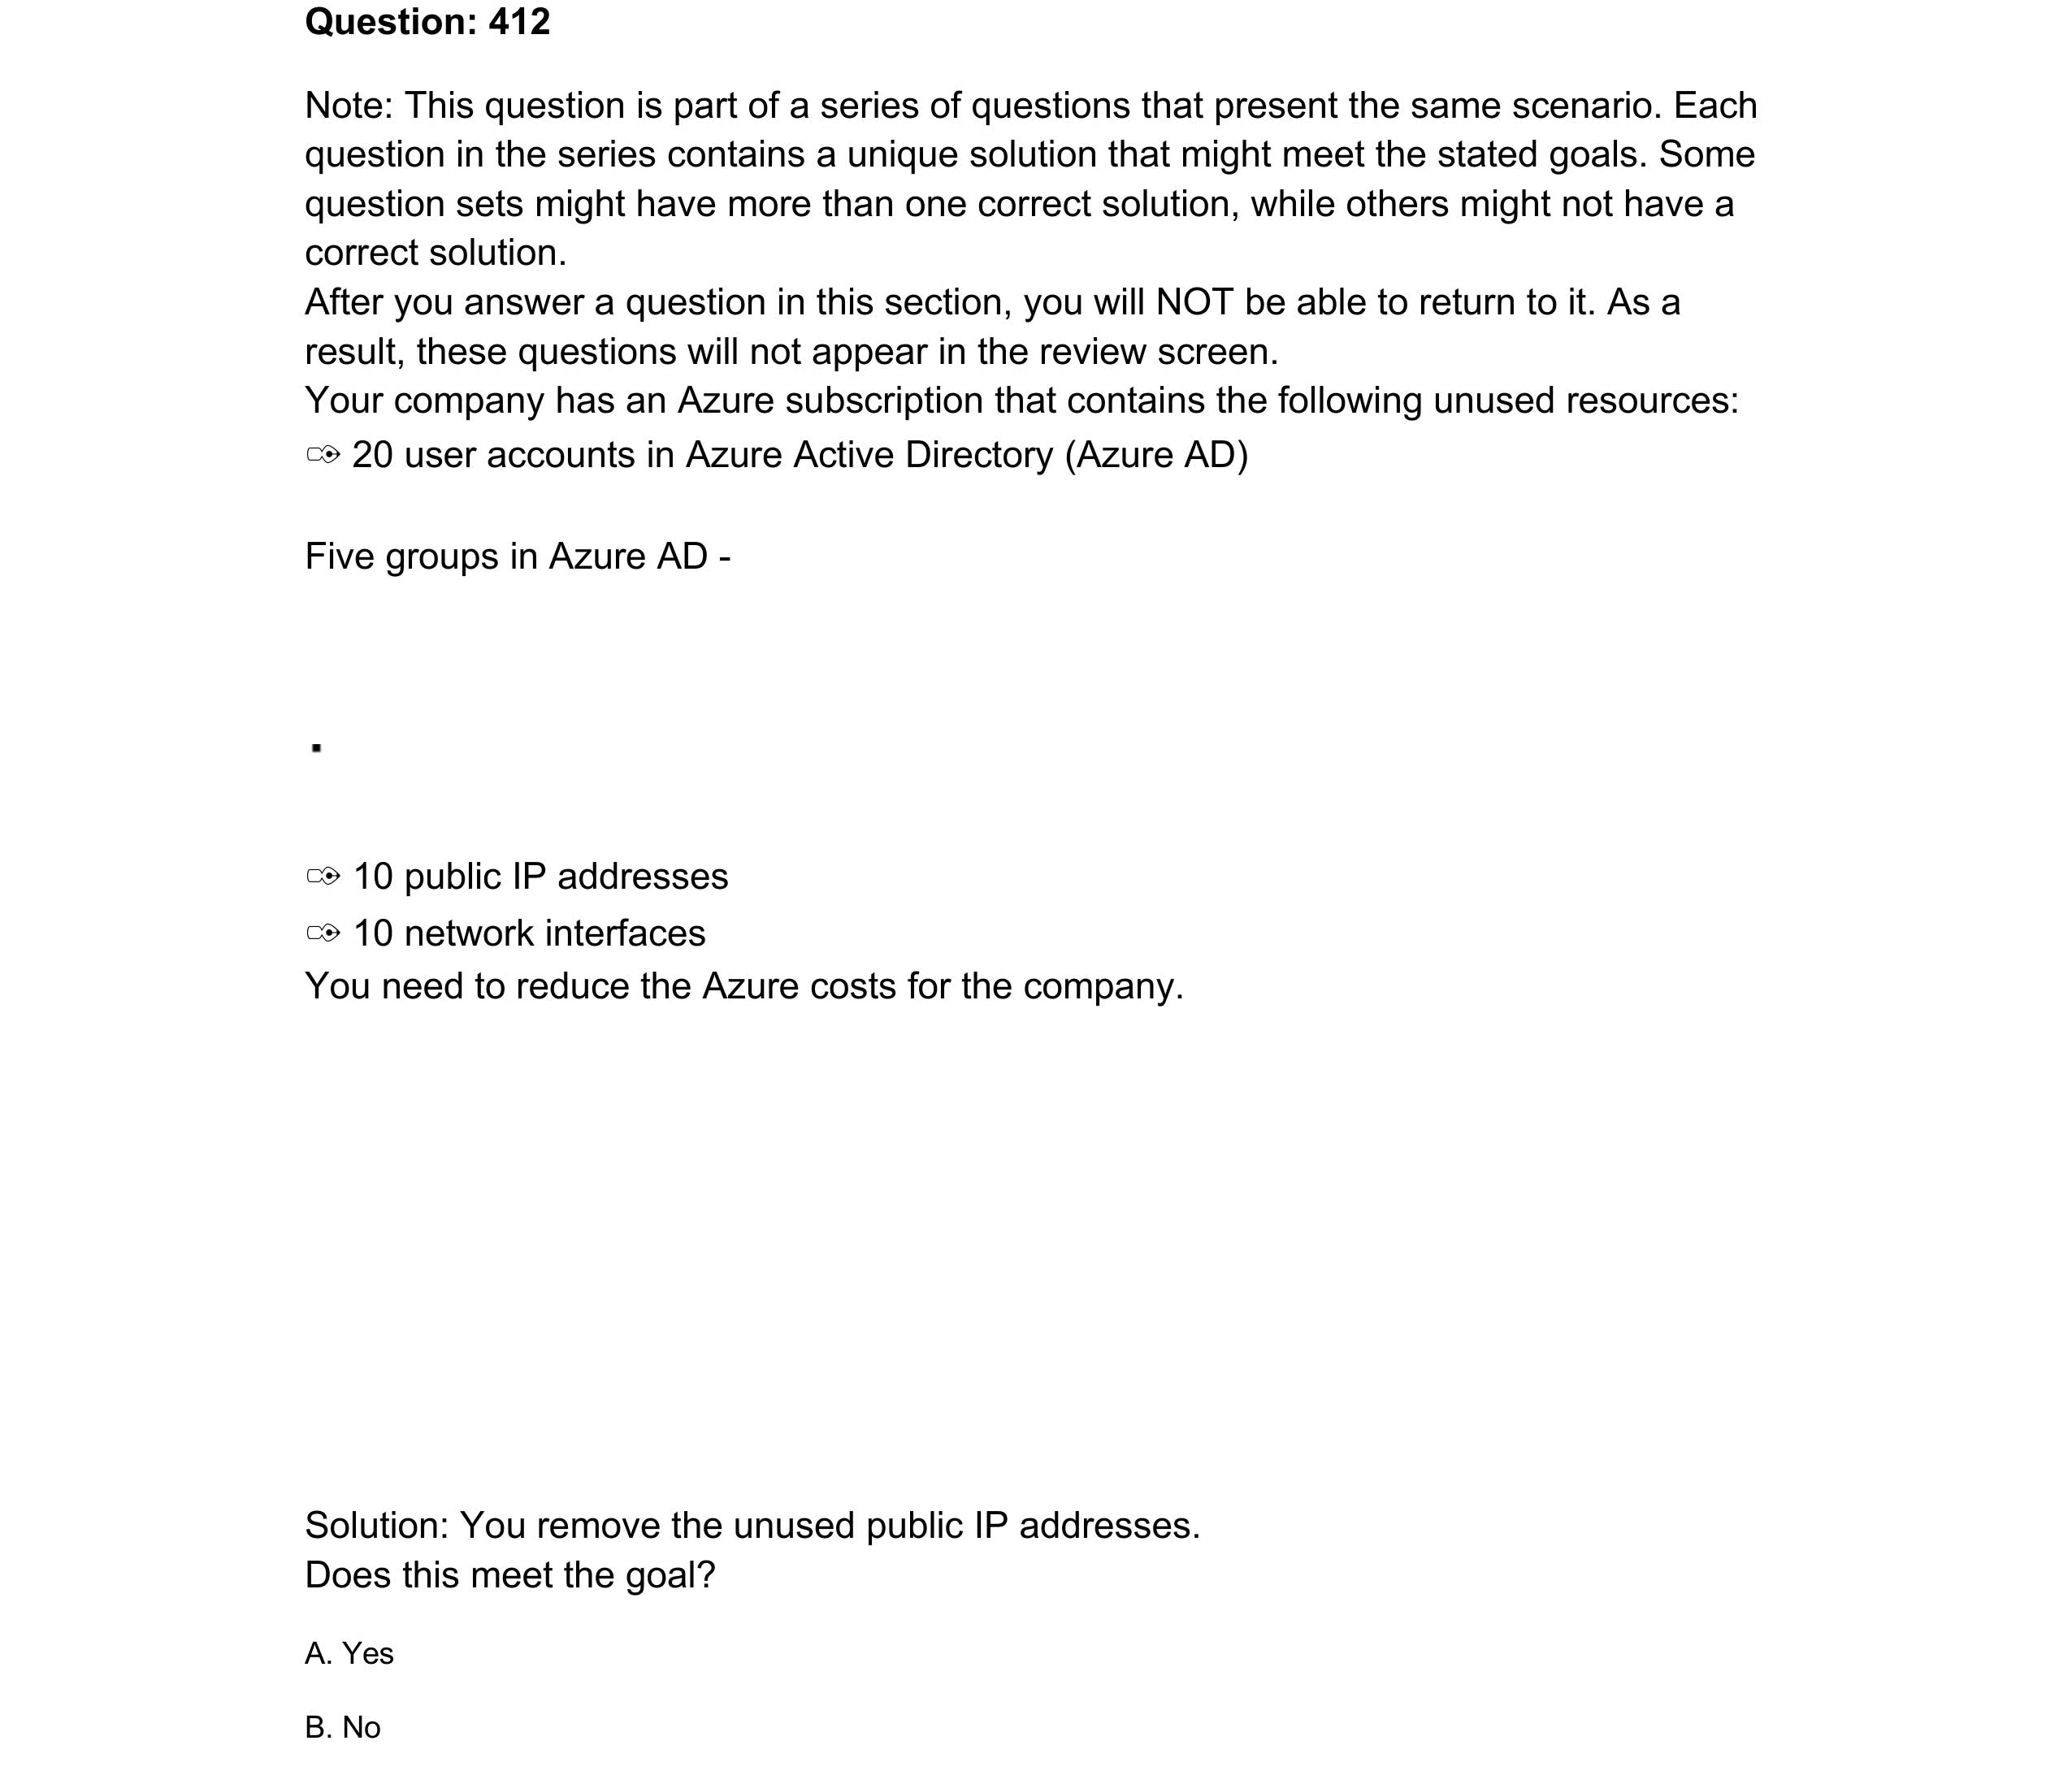 Question: 412
Note: This question is part of a series of questions that present the same scenario. Each
question in the series contains a unique solution that might meet the stated goals. Some
question sets might have more than one correct solution, while others might not have a
correct solution.
After you answer a question in this section, you will NOT be able to return to it. As a
result, these questions will not appear in the review screen.
Your company has an Azure subscription that contains the following unused resources:
✑ 20 user accounts in Azure Active Directory (Azure AD)
Five groups in Azure AD -
▪
✑ 10 public IP addresses
✑ 10 network interfaces
You need to reduce the Azure costs for the company.
Solution: You remove the unused public IP addresses.
Does this meet the goal?
A. Yes
B. No